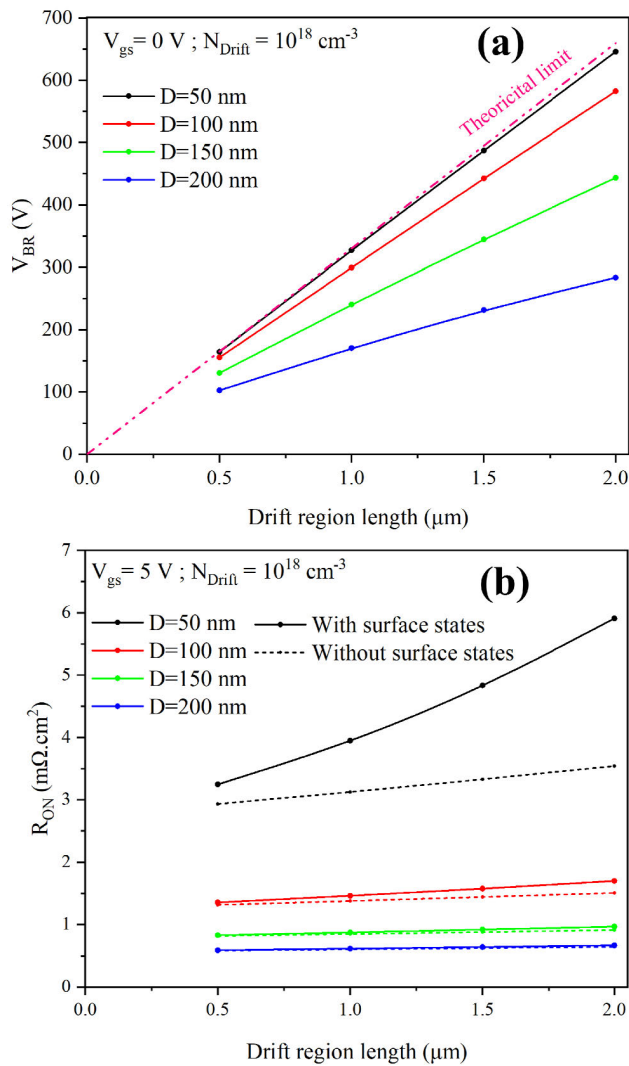 V_gs= 0 V ; N_Drift = 10^18 cm^-3
(a)
D=50 nm
D=100 nm
D=150 nm
D=200 nm
Theoricital limit
V_BR (V)
700
600
500
400
300
200
100
0
0.0 0.5 1.0 1.5 2.0
Drift region length (μm)
V_gs= 5 V ; N_Drift = 10^18 cm^-3
(b)
D=50 nm
D=100 nm
D=150 nm
D=200 nm
With surface states
Without surface states
R_ON (mΩ.cm^2)
7
6
5
4
3
2
1
0
0.0 0.5 1.0 1.5 2.0
Drift region length (μm)